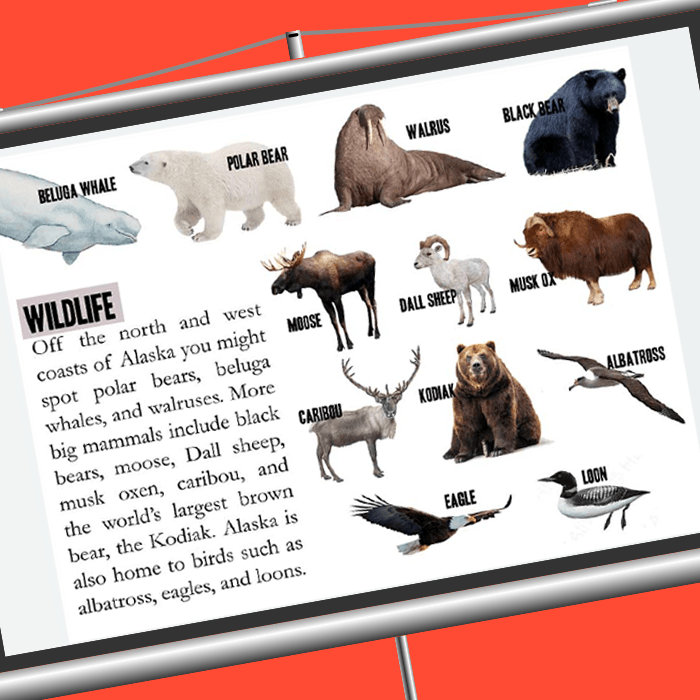 BELUGA WHALE
POLAR BEAR
WALRUS
BLACK BEAR
MOOSE
DALL SHEEP
MUSK OX
CARIBOU
KODIAK
ALBATROSS
EAGLE
LOON
WILDLIFE
Off the north and west
coasts of Alaska you might
spot polar bears, beluga
whales, and walruses. More
big mammals include black
bears, moose, Dall sheep,
musk oxen, caribou, and
the world's largest brown
bear, the Kodiak. Alaska is
also home to birds such as
albatross, eagles, and loons.